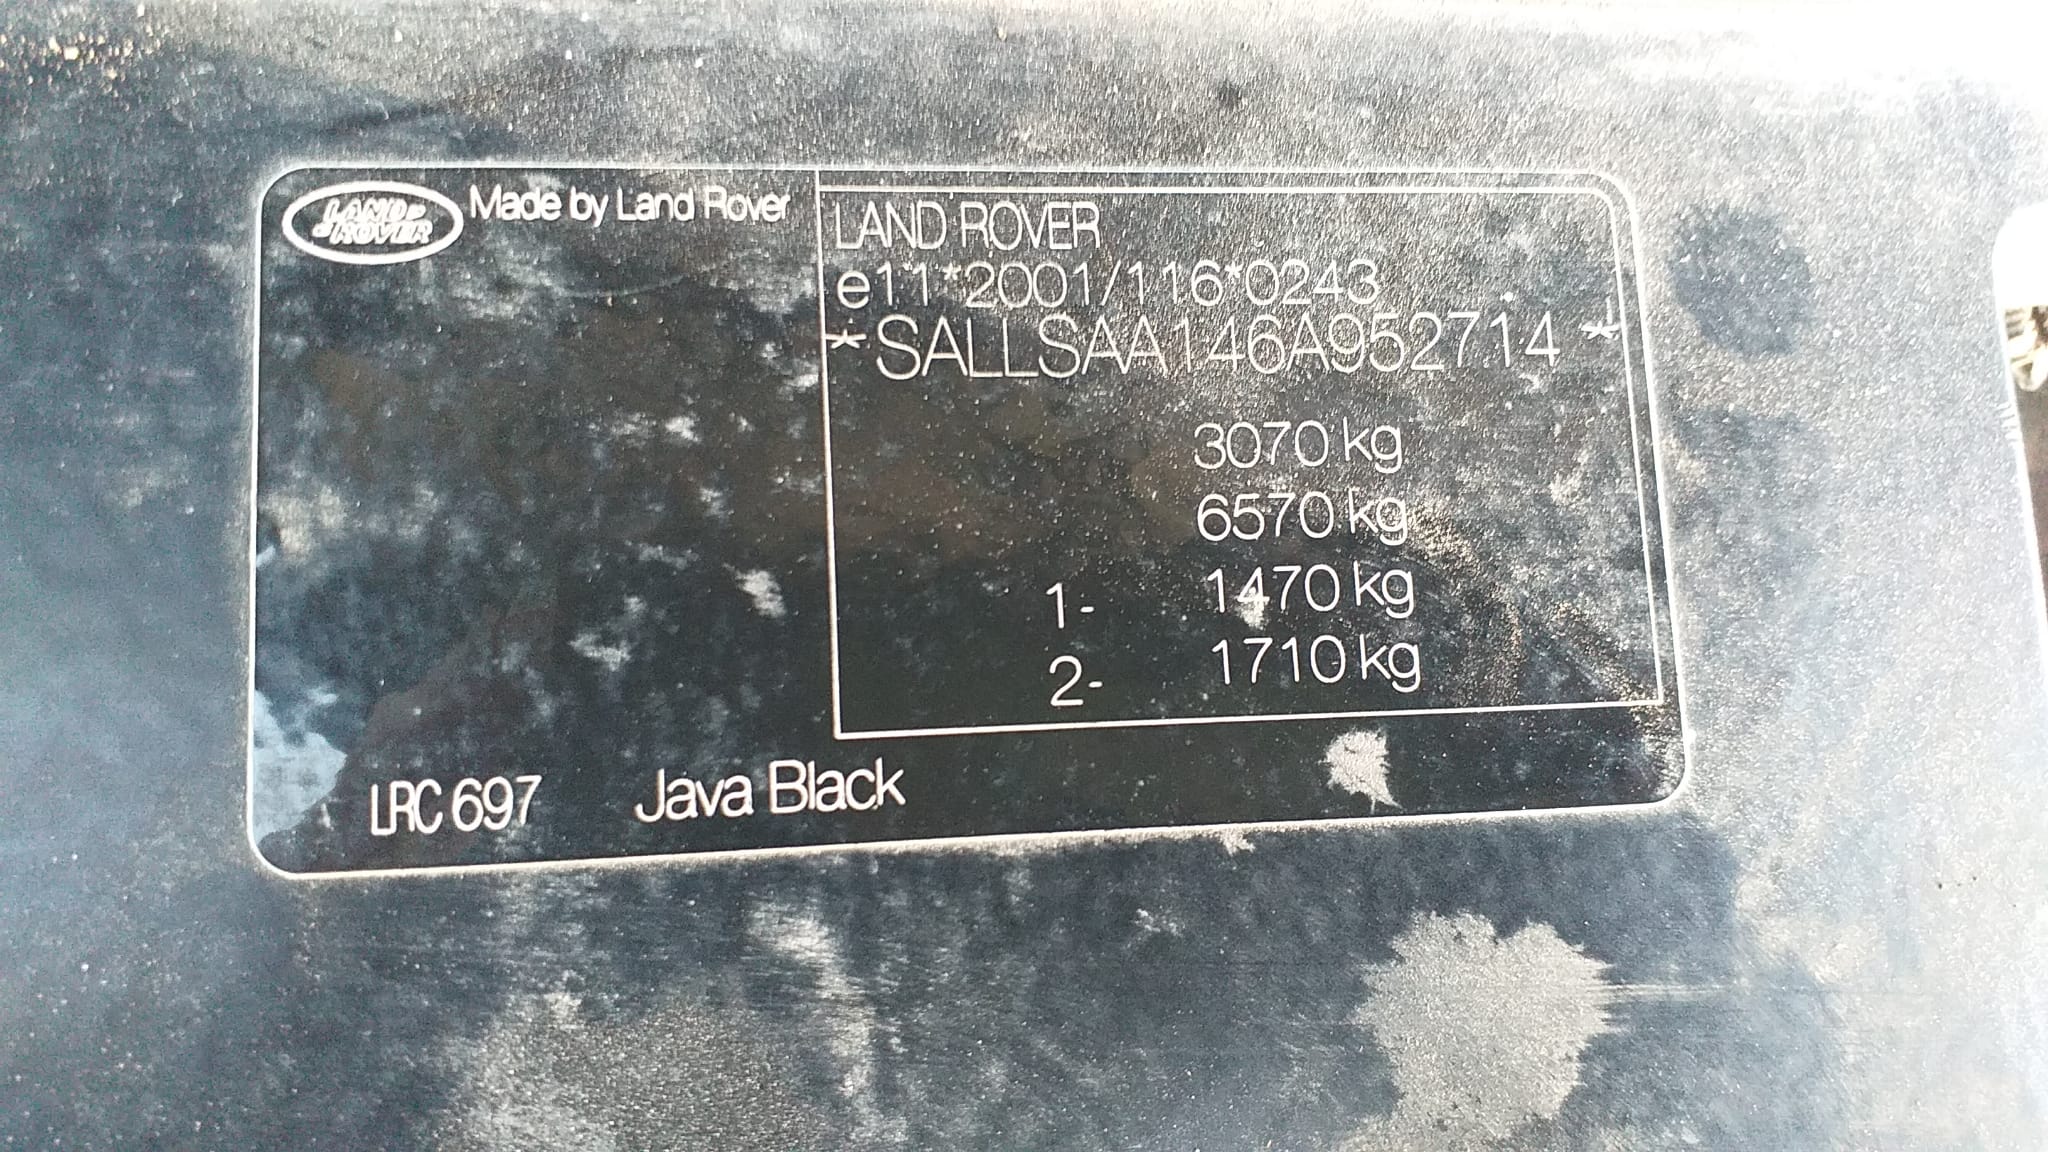 LAND ROVER Made by Land Rover
LAND ROVER
e11*2001/116*0243
*SALLSAA146A952714*
3070 kg
6570 kg
1- 1470 kg
2- 1710 kg
LRC 697 Java Black